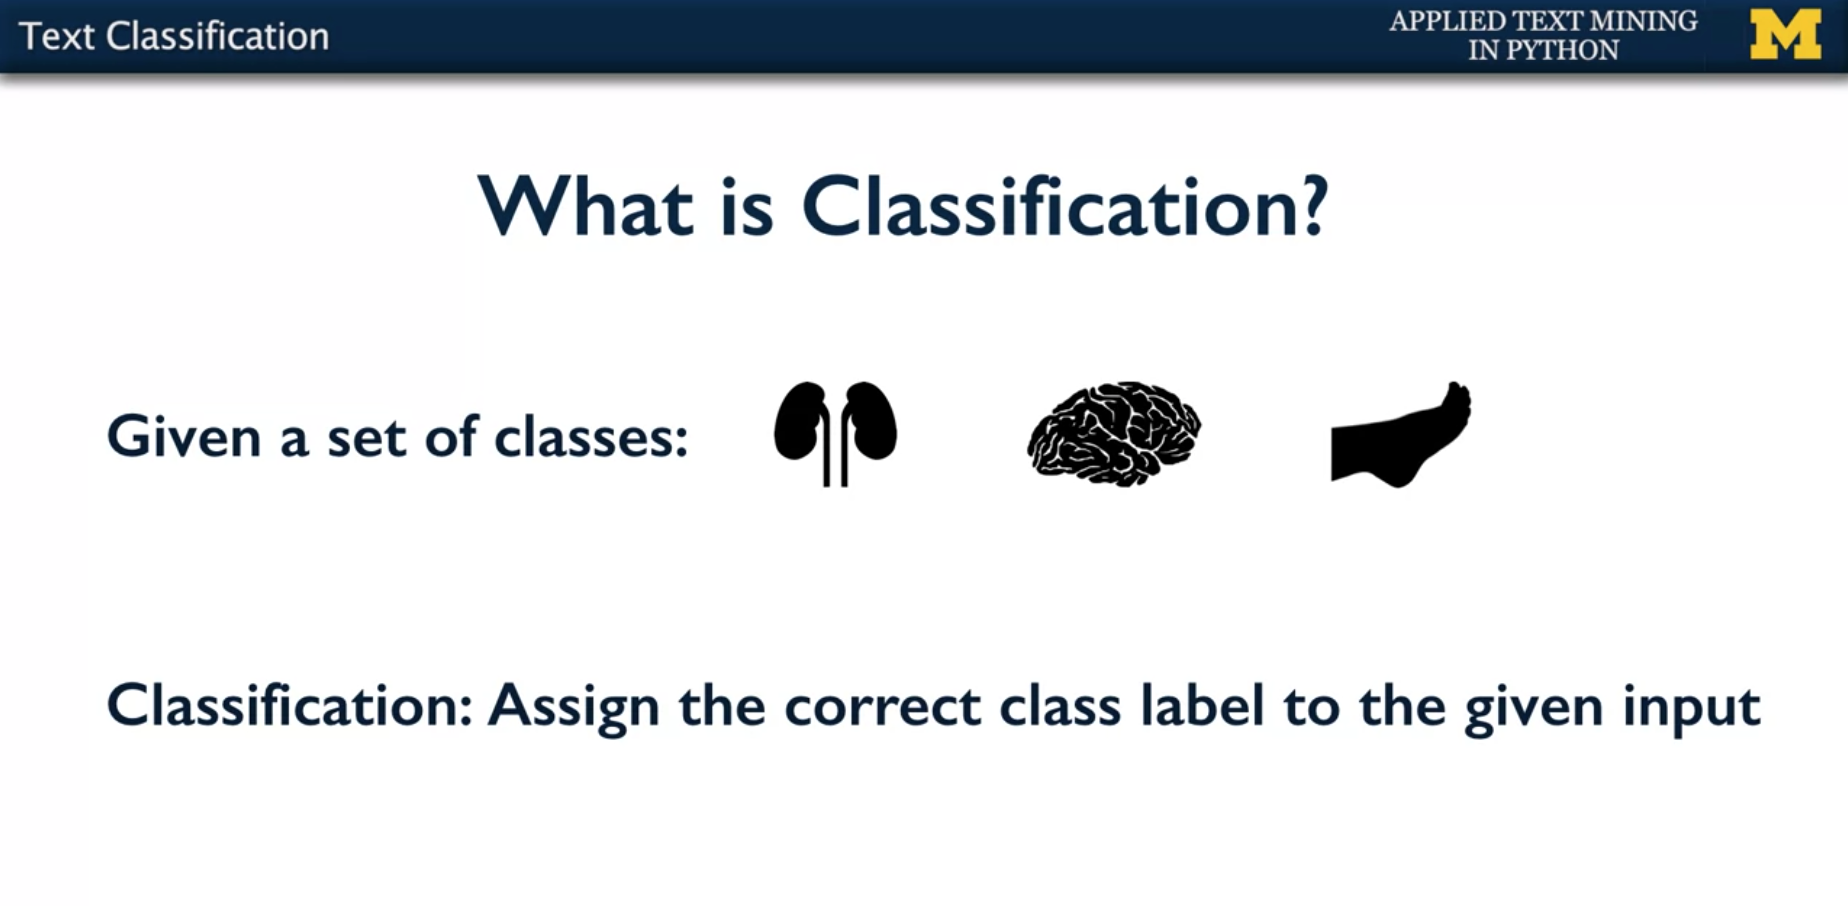 Text Classification
APPLIED TEXT MINING
IN PYTHON
M
What is Classification?
Given a set of classes:
Classification: Assign the correct class label to the given input